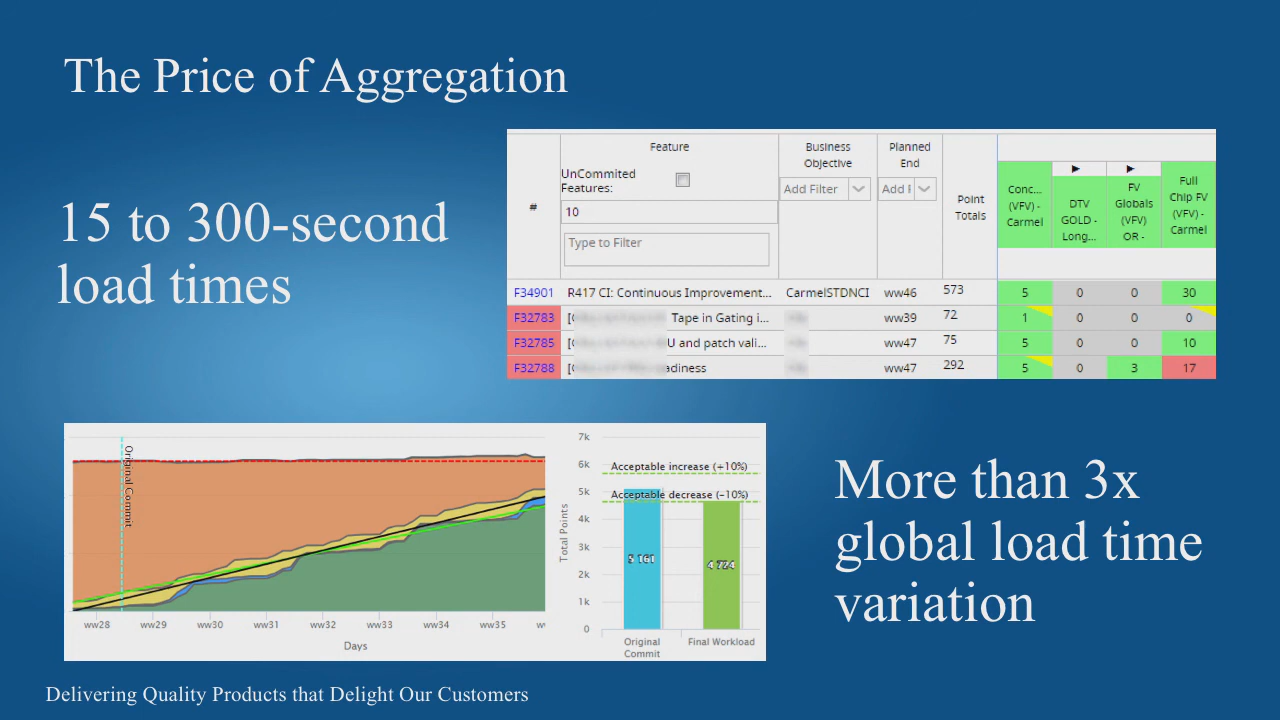 The Price of Aggregation
15 to 300-second
load times
#
Feature
UnCommited
Features:
10
Type to Filter
Business
Objective
Add Filter
Planned
End
Add F
Point
Totals
Conc...
(VFV) -
Carmel
DTV
GOLD -
Long...
FV
Globals
(VFV)
OR -
Full
Chip FV
(VFV) -
Carmel
F34901 R417 CI: Continuous Improvement... CarmelSTDNCI ww46 573 5 0 0 30
F32783 [ Tape in Gating i... ww39 72 1 0 0 0
F32785 [ U and patch vali... ww47 75 5 0 0 10
F32788 [ adiness ww47 292 5 0 3 17
Original Commit
ww28 ww29 ww30 ww31 ww32 ww33 ww34 ww35 w
Days
Total Points
7k
6k
5k
4k
3k
2k
1k
0
Acceptable increase (+10%)
Acceptable decrease (-10%)
5 161
4 724
Original
Commit
Final Workload
More than 3x
global load time
variation
Delivering Quality Products that Delight Our Customers